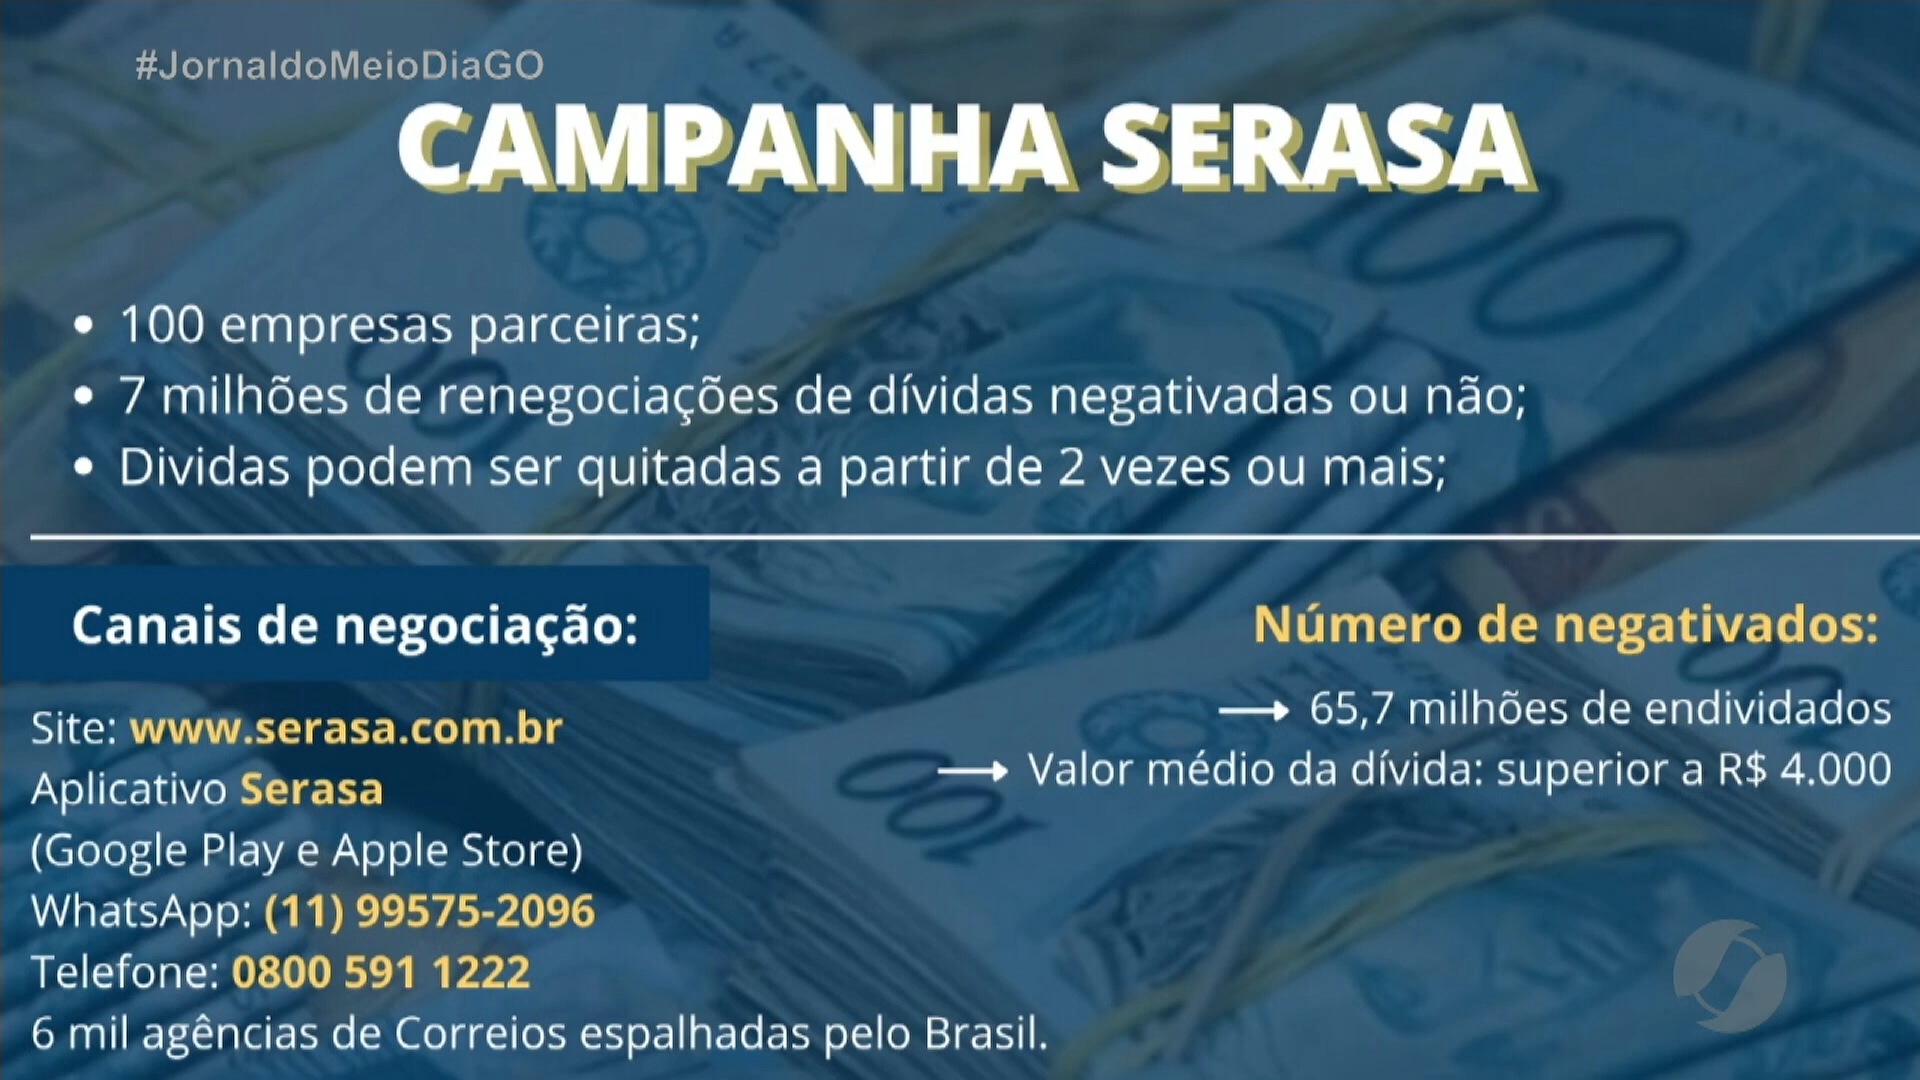 #JornaldoMeioDiaGO
CAMPANHA SERASA
• 100 empresas parceiras;
• 7 milhões de renegociações de dívidas negativadas ou não;
• Dividas podem ser quitadas a partir de 2 vezes ou mais;
Canais de negociação:
Site: www.serasa.com.br
Aplicativo Serasa
(Google Play e Apple Store)
WhatsApp: (11) 99575-2096
Telefone: 0800 591 1222
6 mil agências de Correios espalhadas pelo Brasil.
Número de negativados:
→ 65,7 milhões de endividados
→ Valor médio da dívida: superior a R$ 4.000
100
100
100